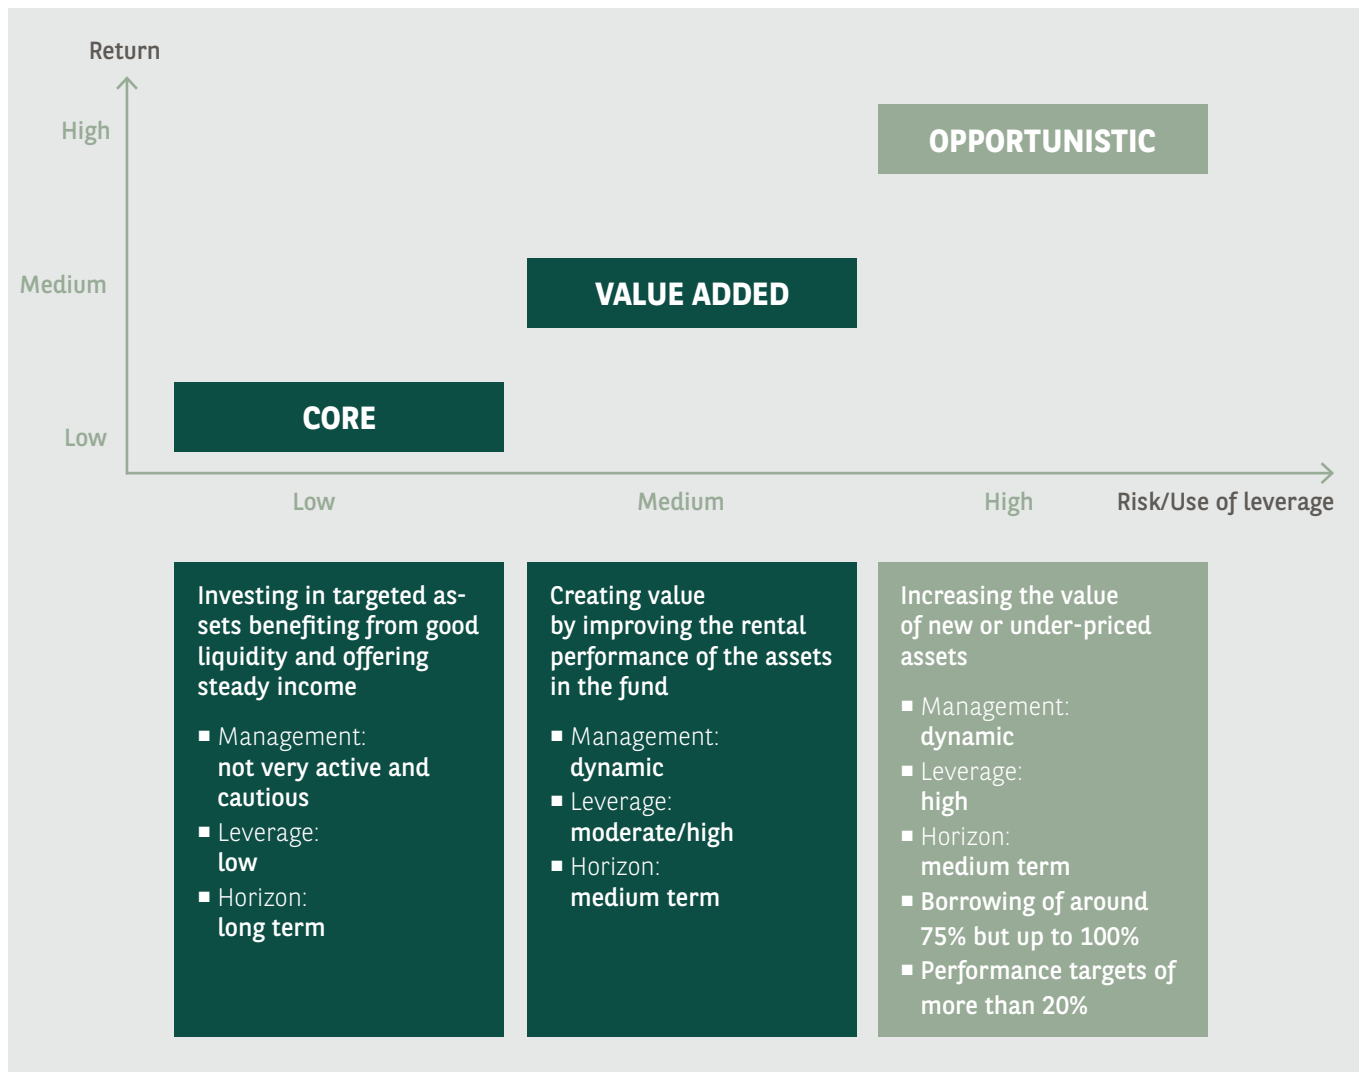 Return
High
OPPORTUNISTIC
Medium
VALUE ADDED
CORE
Low
Low
Medium
High
Risk/Use of leverage
Investing in targeted as-
sets benefiting from good
liquidity and offering
steady income
■ Management:
not very active and
cautious
■ Leverage:
low
■ Horizon:
long term
Creating value
by improving the rental
performance of the assets
in the fund
■ Management:
dynamic
■ Leverage:
moderate/high
■ Horizon:
medium term
Increasing the value
of new or under-priced
assets
■ Management:
dynamic
■ Leverage:
high
■ Horizon:
medium term
■ Borrowing of around
75% but up to 100%
■ Performance targets of
more than 20%